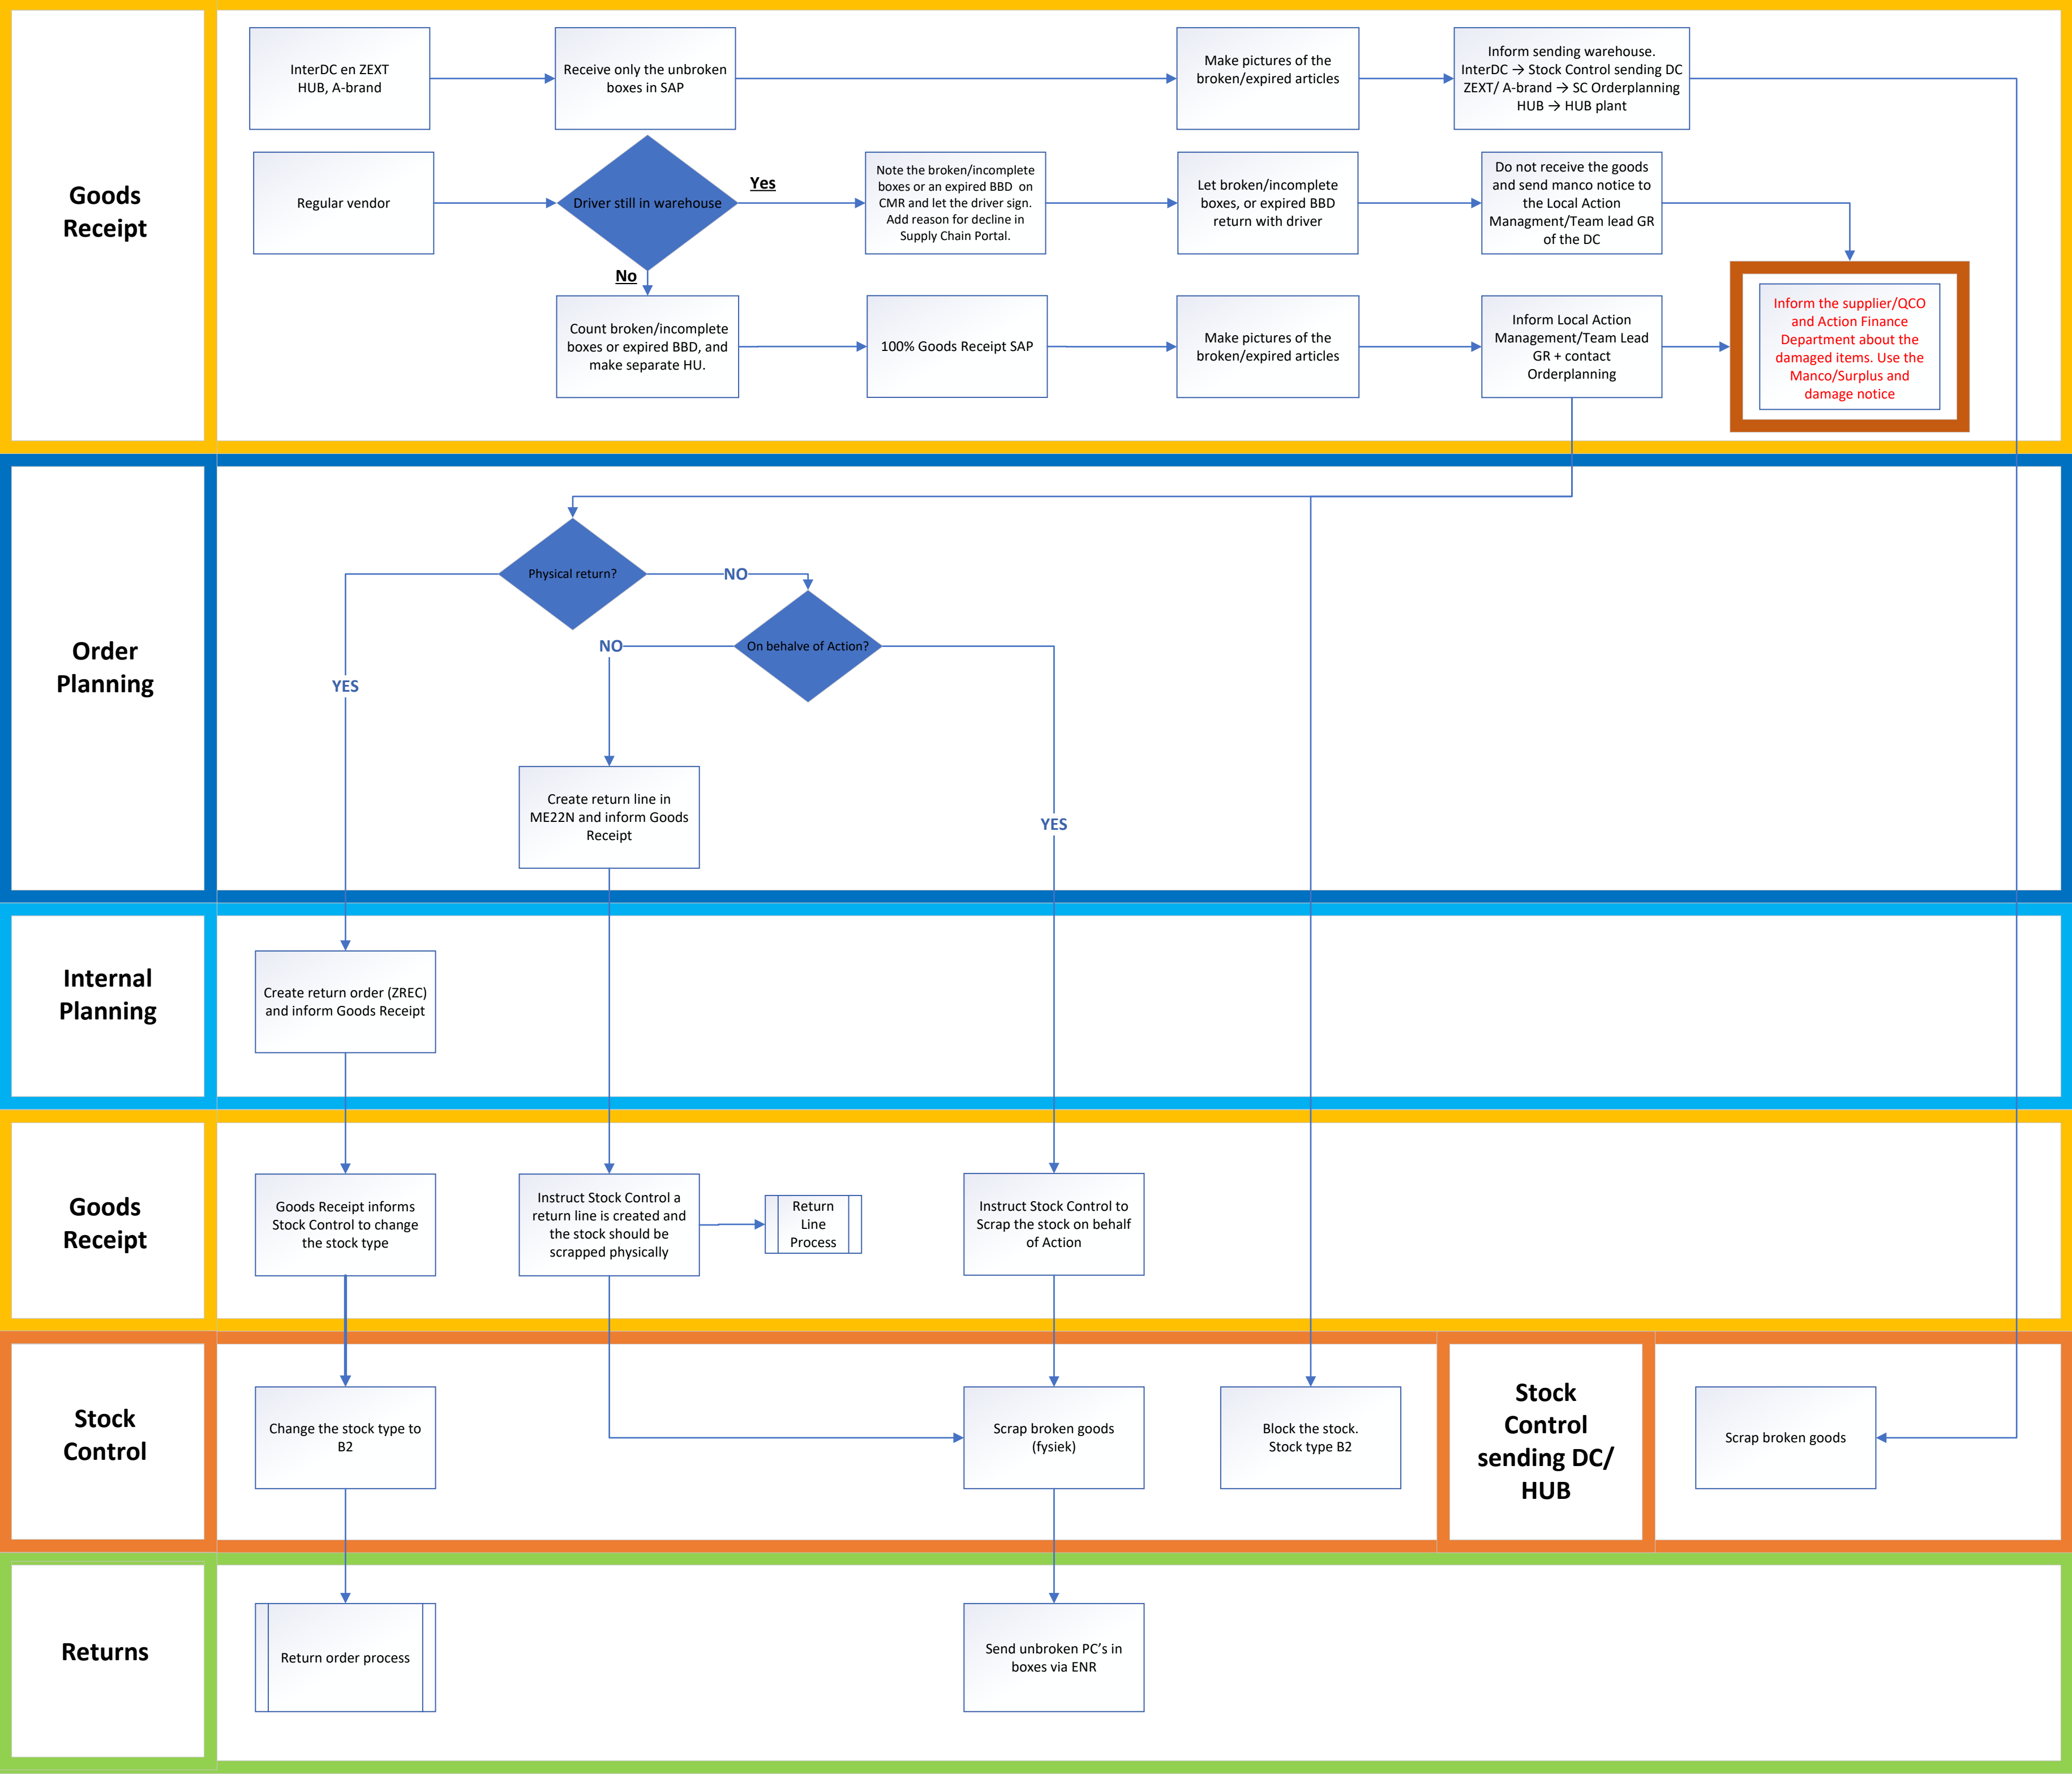 Goods
Receipt
InterDC en ZEXT
HUB, A-brand
Receive only the unbroken
boxes in SAP
Make pictures of the
broken/expired articles
Inform sending warehouse.
InterDC → Stock Control sending DC
ZEXT/ A-brand → SC Orderplanning
HUB → HUB plant
Regular vendor
Driver still in warehouse
Yes
Note the broken/incomplete
boxes or an expired BBD on
CMR and let the driver sign.
Add reason for decline in
Supply Chain Portal.
Let broken/incomplete
boxes, or expired BBD
return with driver
Do not receive the goods
and send manco notice to
the Local Action
Managment/Team lead GR
of the DC
No
Count broken/incomplete
boxes or expired BBD, and
make separate HU.
100% Goods Receipt SAP
Make pictures of the
broken/expired articles
Inform Local Action
Management/Team Lead
GR + contact
Orderplanning
Inform the supplier/QCO
and Action Finance
Department about the
damaged items. Use the
Manco/Surplus and
damage notice
Order
Planning
Physical return?
NO
On behalve of Action?
NO
YES
YES
Create return line in
ME22N and inform Goods
Receipt
Internal
Planning
Create return order (ZREC)
and inform Goods Receipt
Goods
Receipt
Goods Receipt informs
Stock Control to change
the stock type
Instruct Stock Control a
return line is created and
the stock should be
scrapped physically
Return
Line
Process
Instruct Stock Control to
Scrap the stock on behalf
of Action
Stock
Control
Change the stock type to
B2
Scrap broken goods
(fysiek)
Block the stock.
Stock type B2
Stock
Control
sending DC/
HUB
Scrap broken goods
Returns
Return order process
Send unbroken PC's in
boxes via ENR